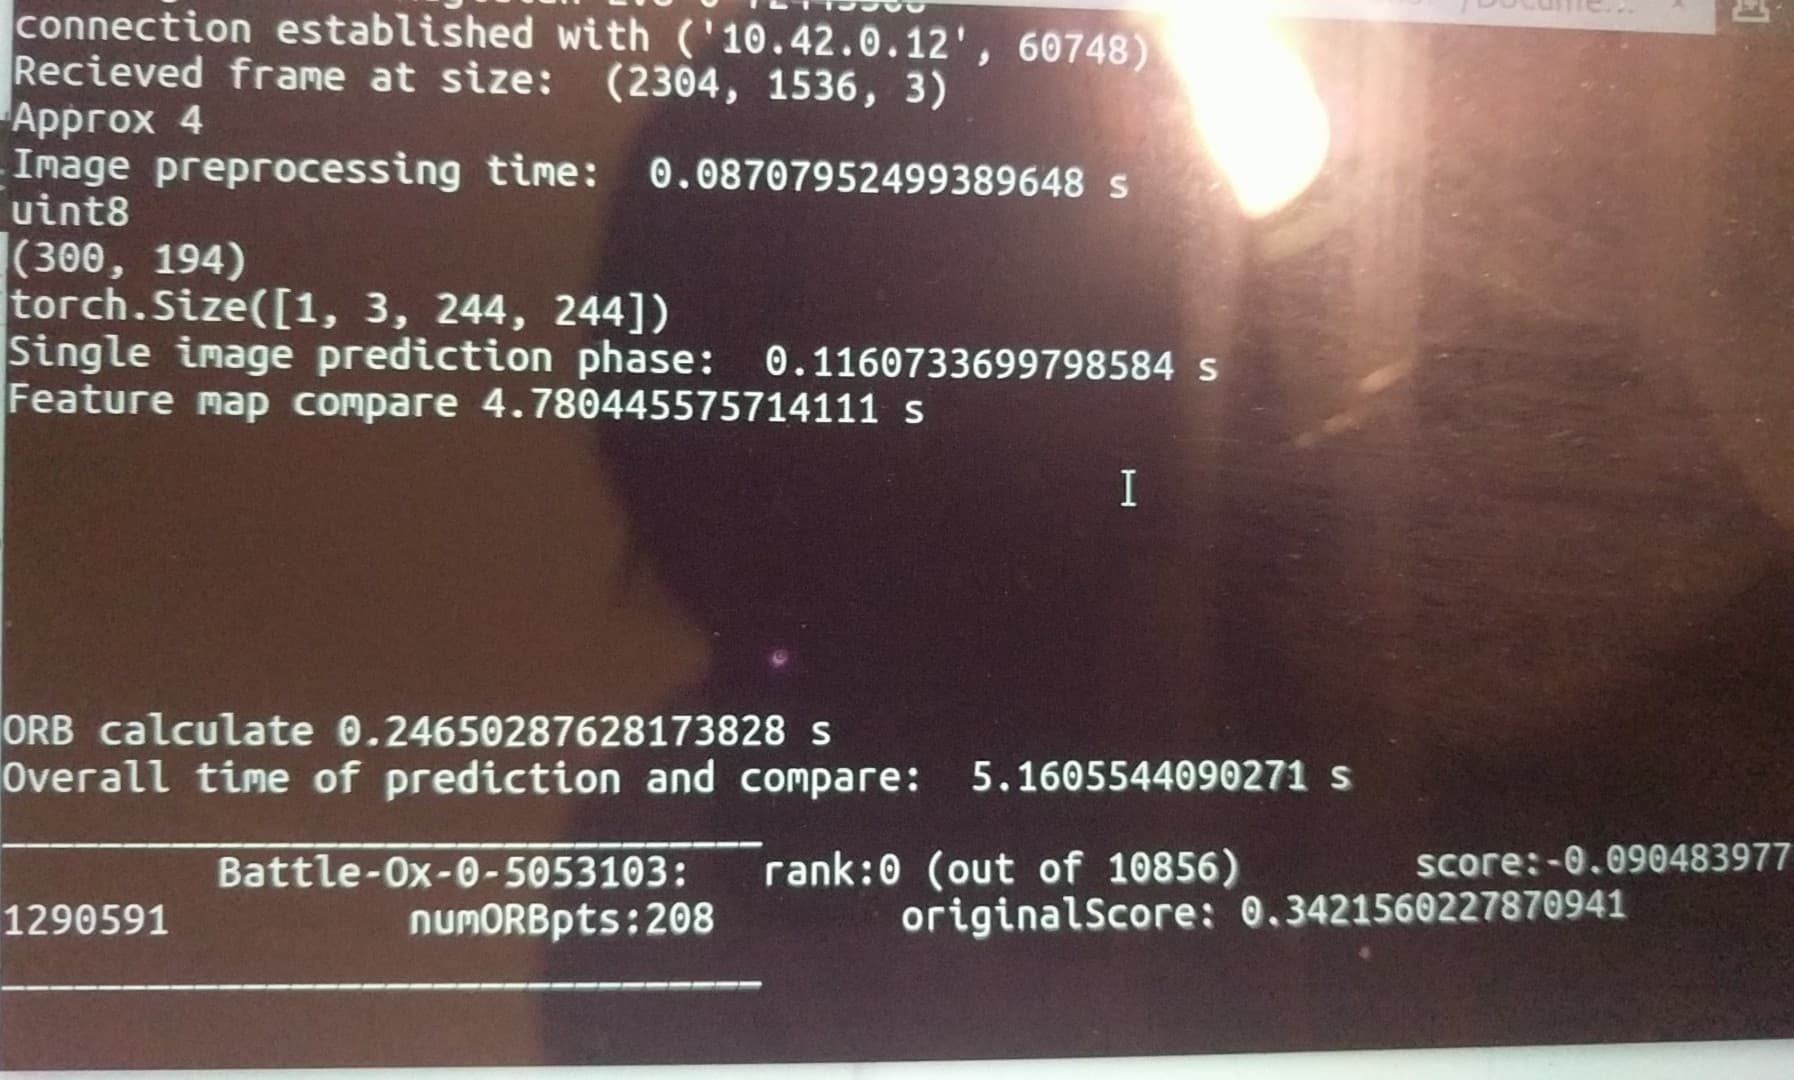 connection established with ('10.42.0.12', 60748)
Recieved frame at size:  (2304, 1536, 3)
Approx 4
Image preprocessing time:  0.08707952499389648 s
uint8
(300, 194)
torch.Size([1, 3, 244, 244])
Single image prediction phase:  0.1160733699798584 s
Feature map compare 4.780445575714111 s
ORB calculate 0.24650287628173828 s
Overall time of prediction and compare:  5.1605544090271 s
Battle-Ox-0-5053103:   rank:0 (out of 10856)   score:-0.090483977
1290591   numORBpts:208   originalScore: 0.3421560227870941